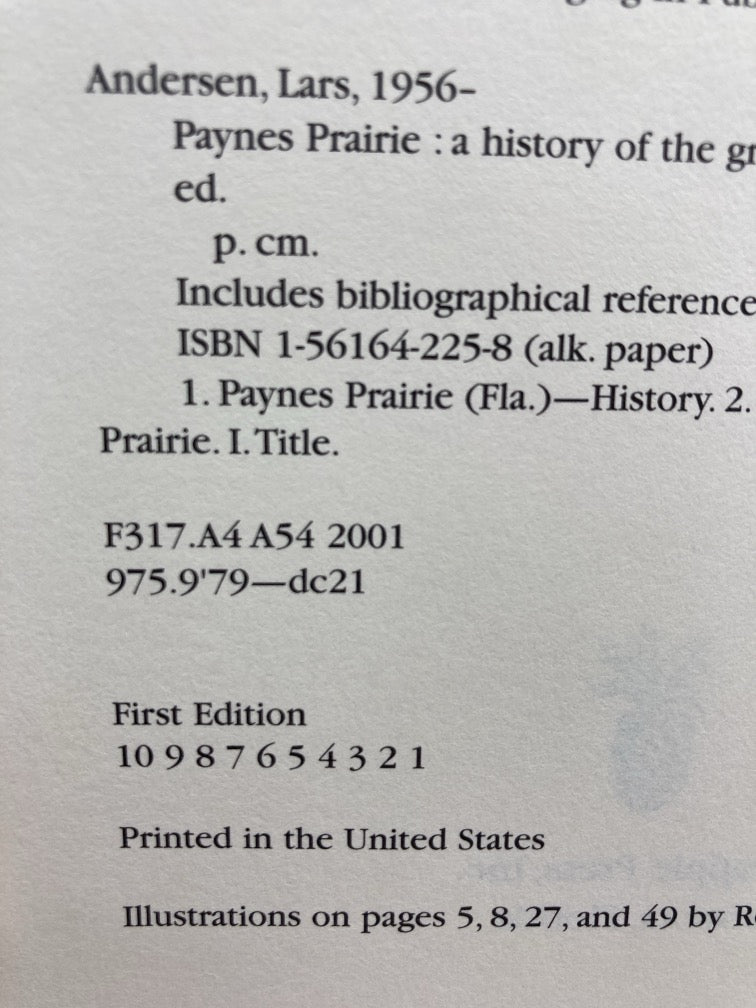 Andersen, Lars, 1956–
Paynes Prairie : a history of the gr
ed.
p. cm.
Includes bibliographical reference
ISBN 1-56164-225-8 (alk. paper)
1. Paynes Prairie (Fla.)—History. 2.
Prairie. I. Title.
F317.A4 A54 2001
975.9'79—dc21
First Edition
10 9 8 7 6 5 4 3 2 1
Printed in the United States
Illustrations on pages 5, 8, 27, and 49 by R